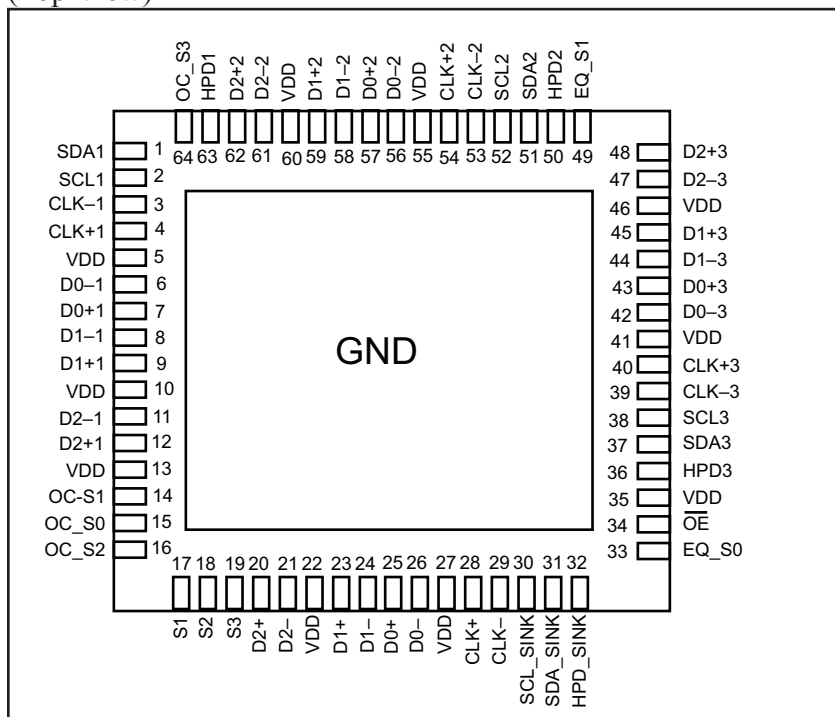 OC_S3 HPD1 D2+2 D2–2 VDD D1+2 D1–2 D0+2 D0–2 VDD CLK+2 CLK–2 SCL2 SDA2 HPD2 EQ_S1
64 63 62 61 60 59 58 57 56 55 54 53 52 51 50 49
SDA1 1
SCL1 2
CLK–1 3
CLK+1 4
VDD 5
D0–1 6
D0+1 7
D1–1 8
D1+1 9
VDD 10
D2–1 11
D2+1 12
VDD 13
OC-S1 14
OC_S0 15
OC_S2 16
GND
48 D2+3
47 D2–3
46 VDD
45 D1+3
44 D1–3
43 D0+3
42 D0–3
41 VDD
40 CLK+3
39 CLK–3
38 SCL3
37 SDA3
36 HPD3
35 VDD
34 OE
33 EQ_S0
17 18 19 20 21 22 23 24 25 26 27 28 29 30 31 32
S1 S2 S3 D2+ D2– VDD D1+ D1– D0+ D0– VDD CLK+ CLK– SCL_SINK SDA_SINK HPD_SINK